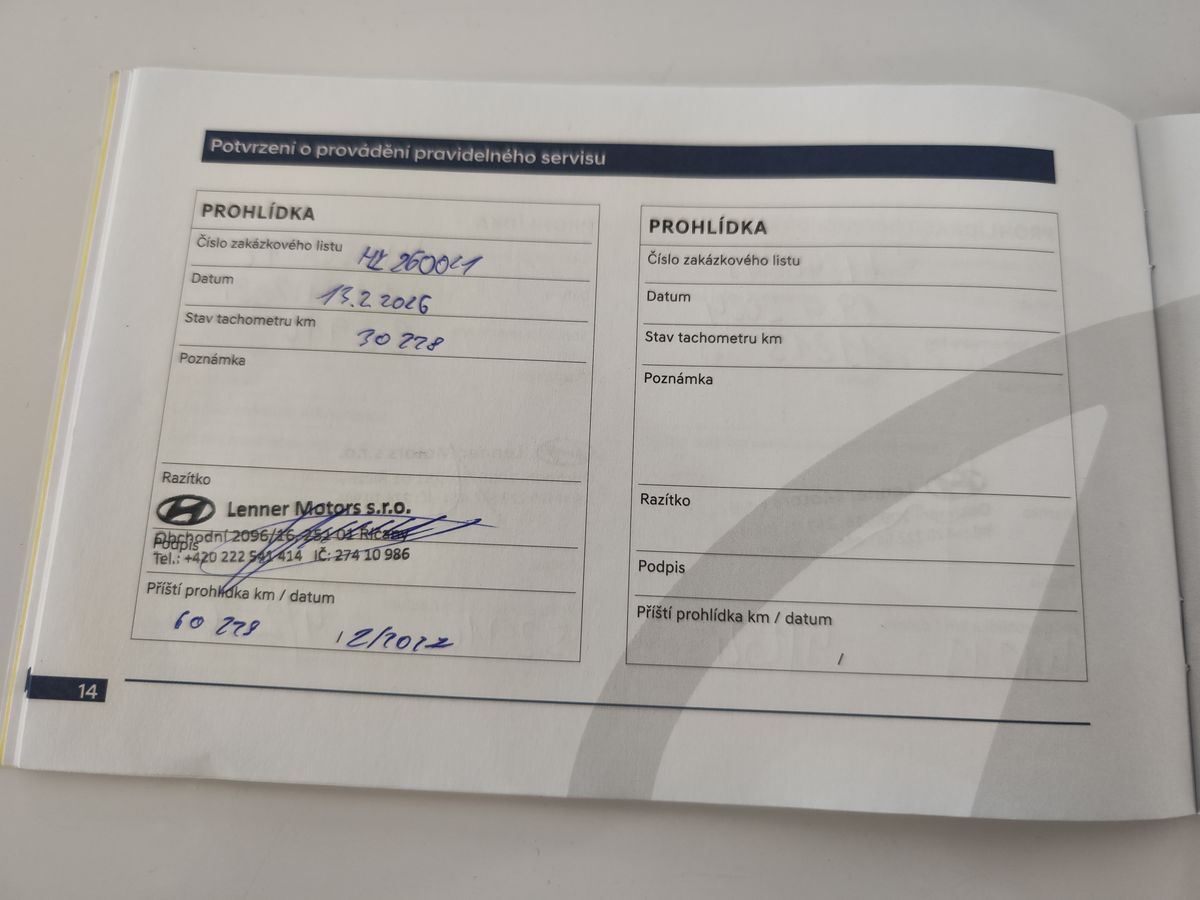 Potvrzení o provádění pravidelného servisu
PROHLÍDKA
Číslo zakázkového listu HZ 260021
Datum 13.2.2026
Stav tachometru km 30 228
Poznámka
Razítko
Lenner Motors s.r.o.
Obchodní 2096/16, 251 01 Říčany
Podpis
Tel.: +420 222 541 414 IČ: 274 10 986
Příští prohlídka km / datum
60 228 / 2/2027
PROHLÍDKA
Číslo zakázkového listu
Datum
Stav tachometru km
Poznámka
Razítko
Podpis
Příští prohlídka km / datum
/
14